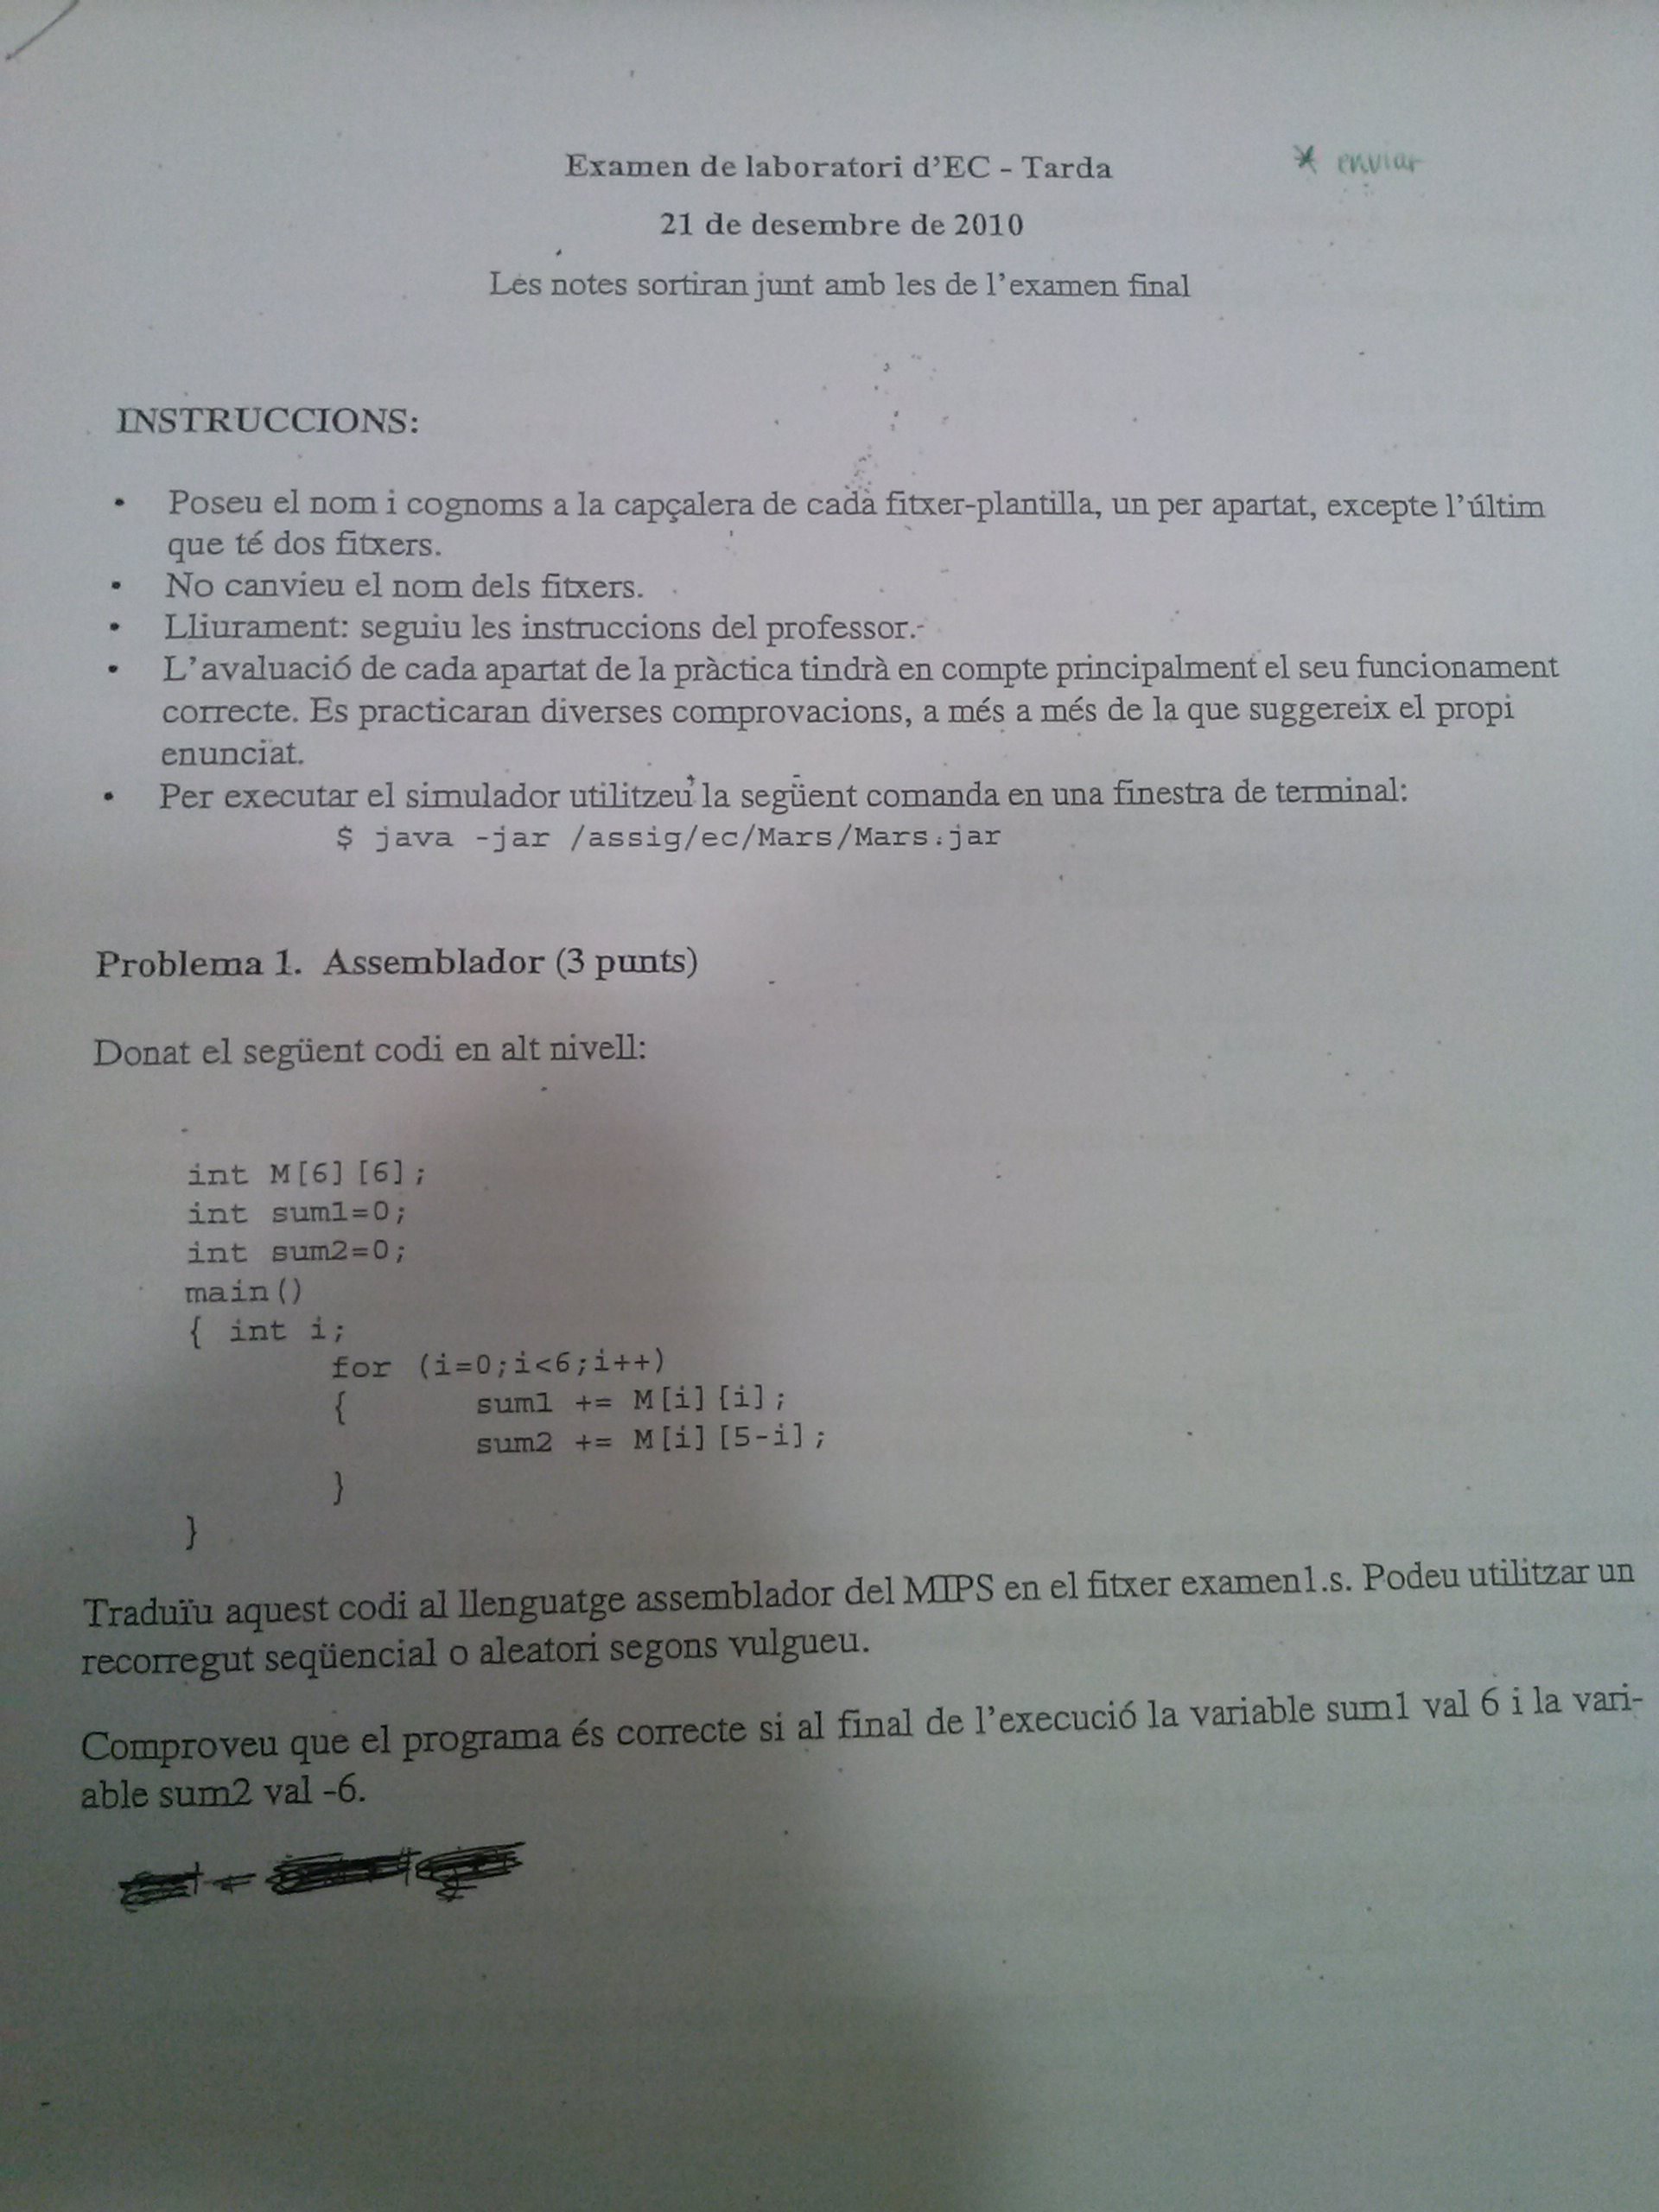 Examen de laboratori d'EC - Tarda
* enviar
21 de desembre de 2010
Les notes sortiran junt amb les de l'examen final
INSTRUCCIONS:
• Poseu el nom i cognoms a la capçalera de cada fitxer-plantilla, un per apartat, excepte l'últim
que té dos fitxers.
• No canvieu el nom dels fitxers.
• Lliurament: seguiu les instruccions del professor.
• L'avaluació de cada apartat de la pràctica tindrà en compte principalment el seu funcionament
correcte. Es practicaran diverses comprovacions, a més a més de la que suggereix el propi
enunciat.
• Per executar el simulador utilitzeu la següent comanda en una finestra de terminal:
$ java -jar /assig/ec/Mars/Mars.jar
Problema 1. Assemblador (3 punts)
Donat el següent codi en alt nivell:
int M[6][6];
int sum1=0;
int sum2=0;
main()
{ int i;
for (i=0;i<6;i++)
{ sum1 += M[i][i];
sum2 += M[i][5-i];
}
}
Traduïu aquest codi al llenguatge assemblador del MIPS en el fitxer examen1.s. Podeu utilitzar un
recorregut seqüencial o aleatori segons vulgueu.
Comproveu que el programa és correcte si al final de l'execució la variable sum1 val 6 i la vari-
able sum2 val -6.